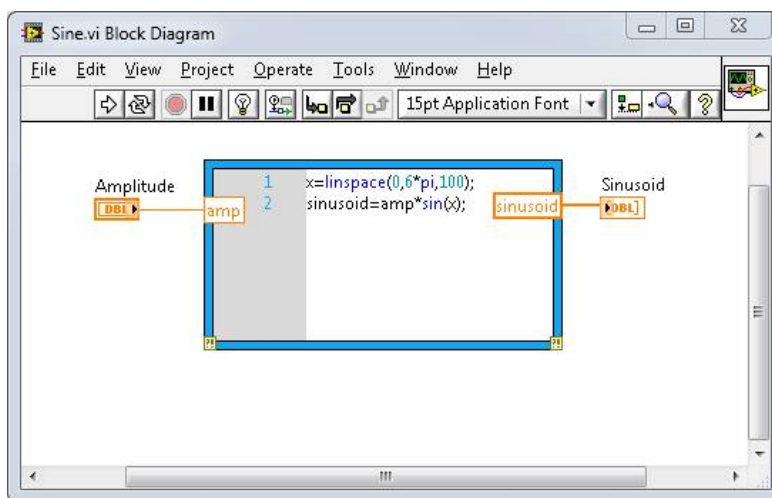 Sine.vi Block Diagram
File Edit View Project Operate Tools Window Help
15pt Application Font
Amplitude
DBL
amp
1 x=linspace(0,6*pi,100);
2 sinusoid=amp*sin(x);
sinusoid
Sinusoid
[DBL]
?!
?!